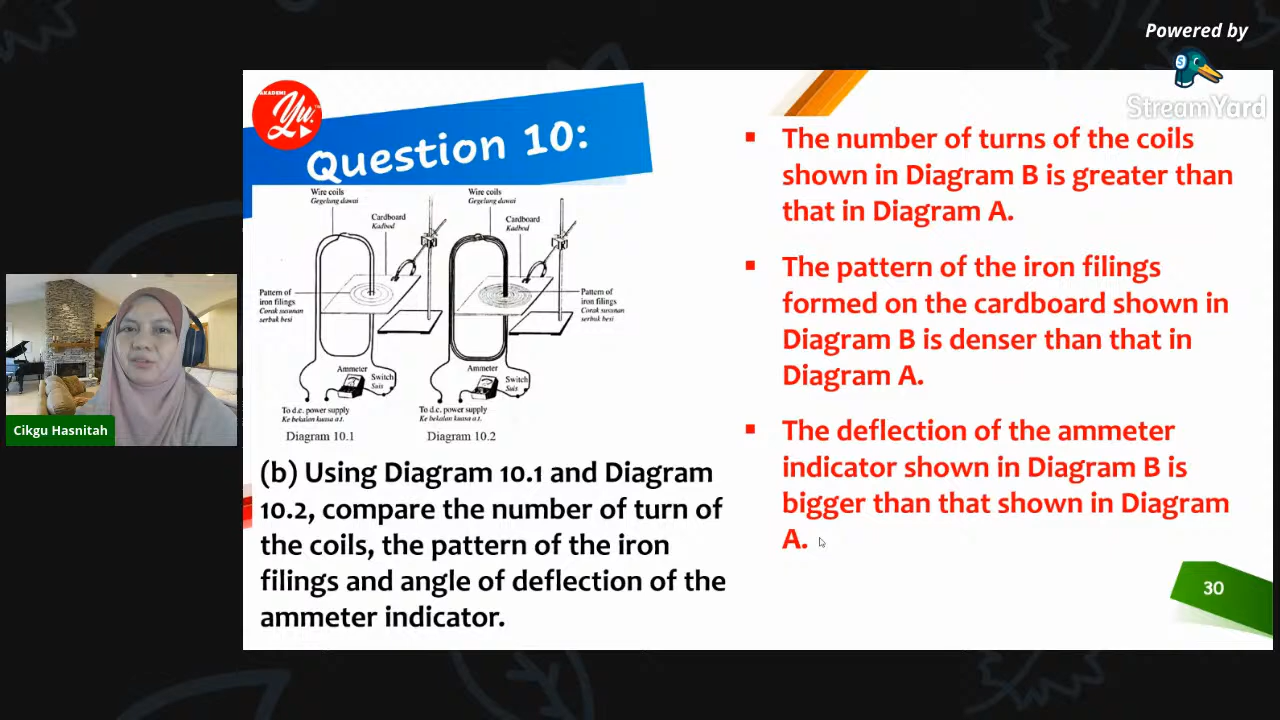 Powered by
StreamYard
AKADEMI
Yu.
Question 10:
Wire coils
Gegelung dawai
Cardboard
Kadbod
Pattern of
iron filings
Corak susunan
serbuk besi
Ammeter
Switch
Suis
To d.c. power supply
Ke bekalan kuasa a.t.
Diagram 10.1
Wire coils
Gegelung dawai
Cardboard
Kadbod
Pattern of
iron filings
Corak susunan
serbuk besi
Ammeter
Switch
Suis
To d.c. power supply
Ke bekalan kuasa a.t.
Diagram 10.2
(b) Using Diagram 10.1 and Diagram
10.2, compare the number of turn of
the coils, the pattern of the iron
filings and angle of deflection of the
ammeter indicator.
▪ The number of turns of the coils
shown in Diagram B is greater than
that in Diagram A.
▪ The pattern of the iron filings
formed on the cardboard shown in
Diagram B is denser than that in
Diagram A.
▪ The deflection of the ammeter
indicator shown in Diagram B is
bigger than that shown in Diagram
A.
30
Cikgu Hasnitah